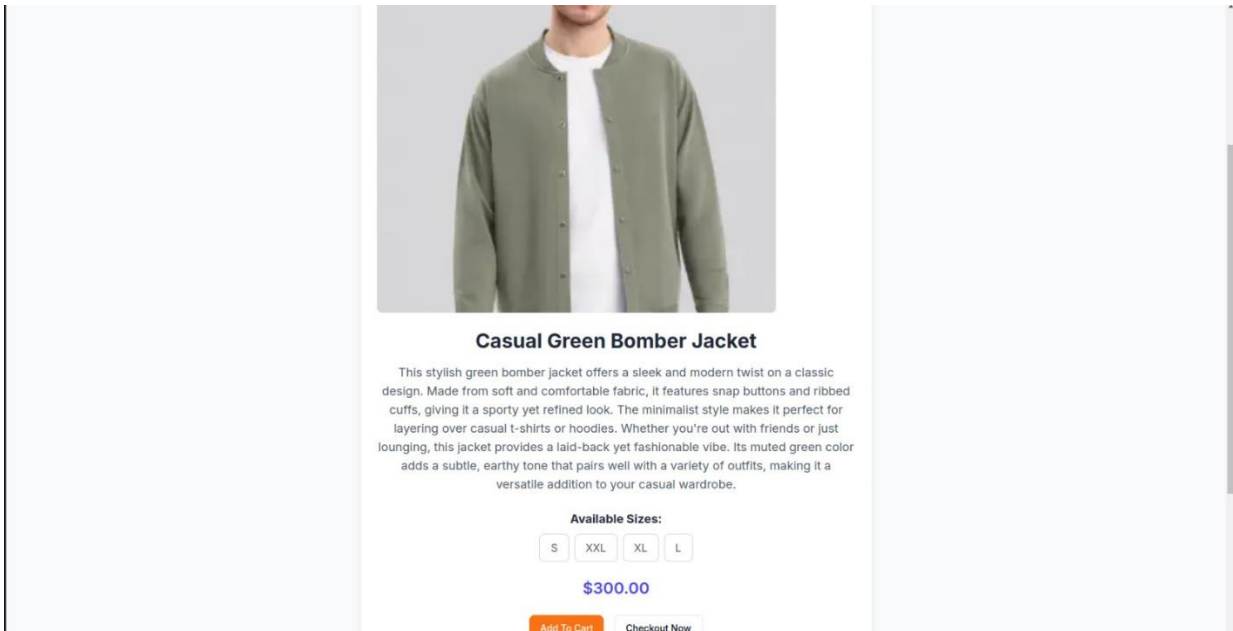 Casual Green Bomber Jacket
This stylish green bomber jacket offers a sleek and modern twist on a classic
design. Made from soft and comfortable fabric, it features snap buttons and ribbed
cuffs, giving it a sporty yet refined look. The minimalist style makes it perfect for
layering over casual t-shirts or hoodies. Whether you're out with friends or just
lounging, this jacket provides a laid-back yet fashionable vibe. Its muted green color
adds a subtle, earthy tone that pairs well with a variety of outfits, making it a
versatile addition to your casual wardrobe.
Available Sizes:
S XXL XL L
$300.00
Add To Cart Checkout Now